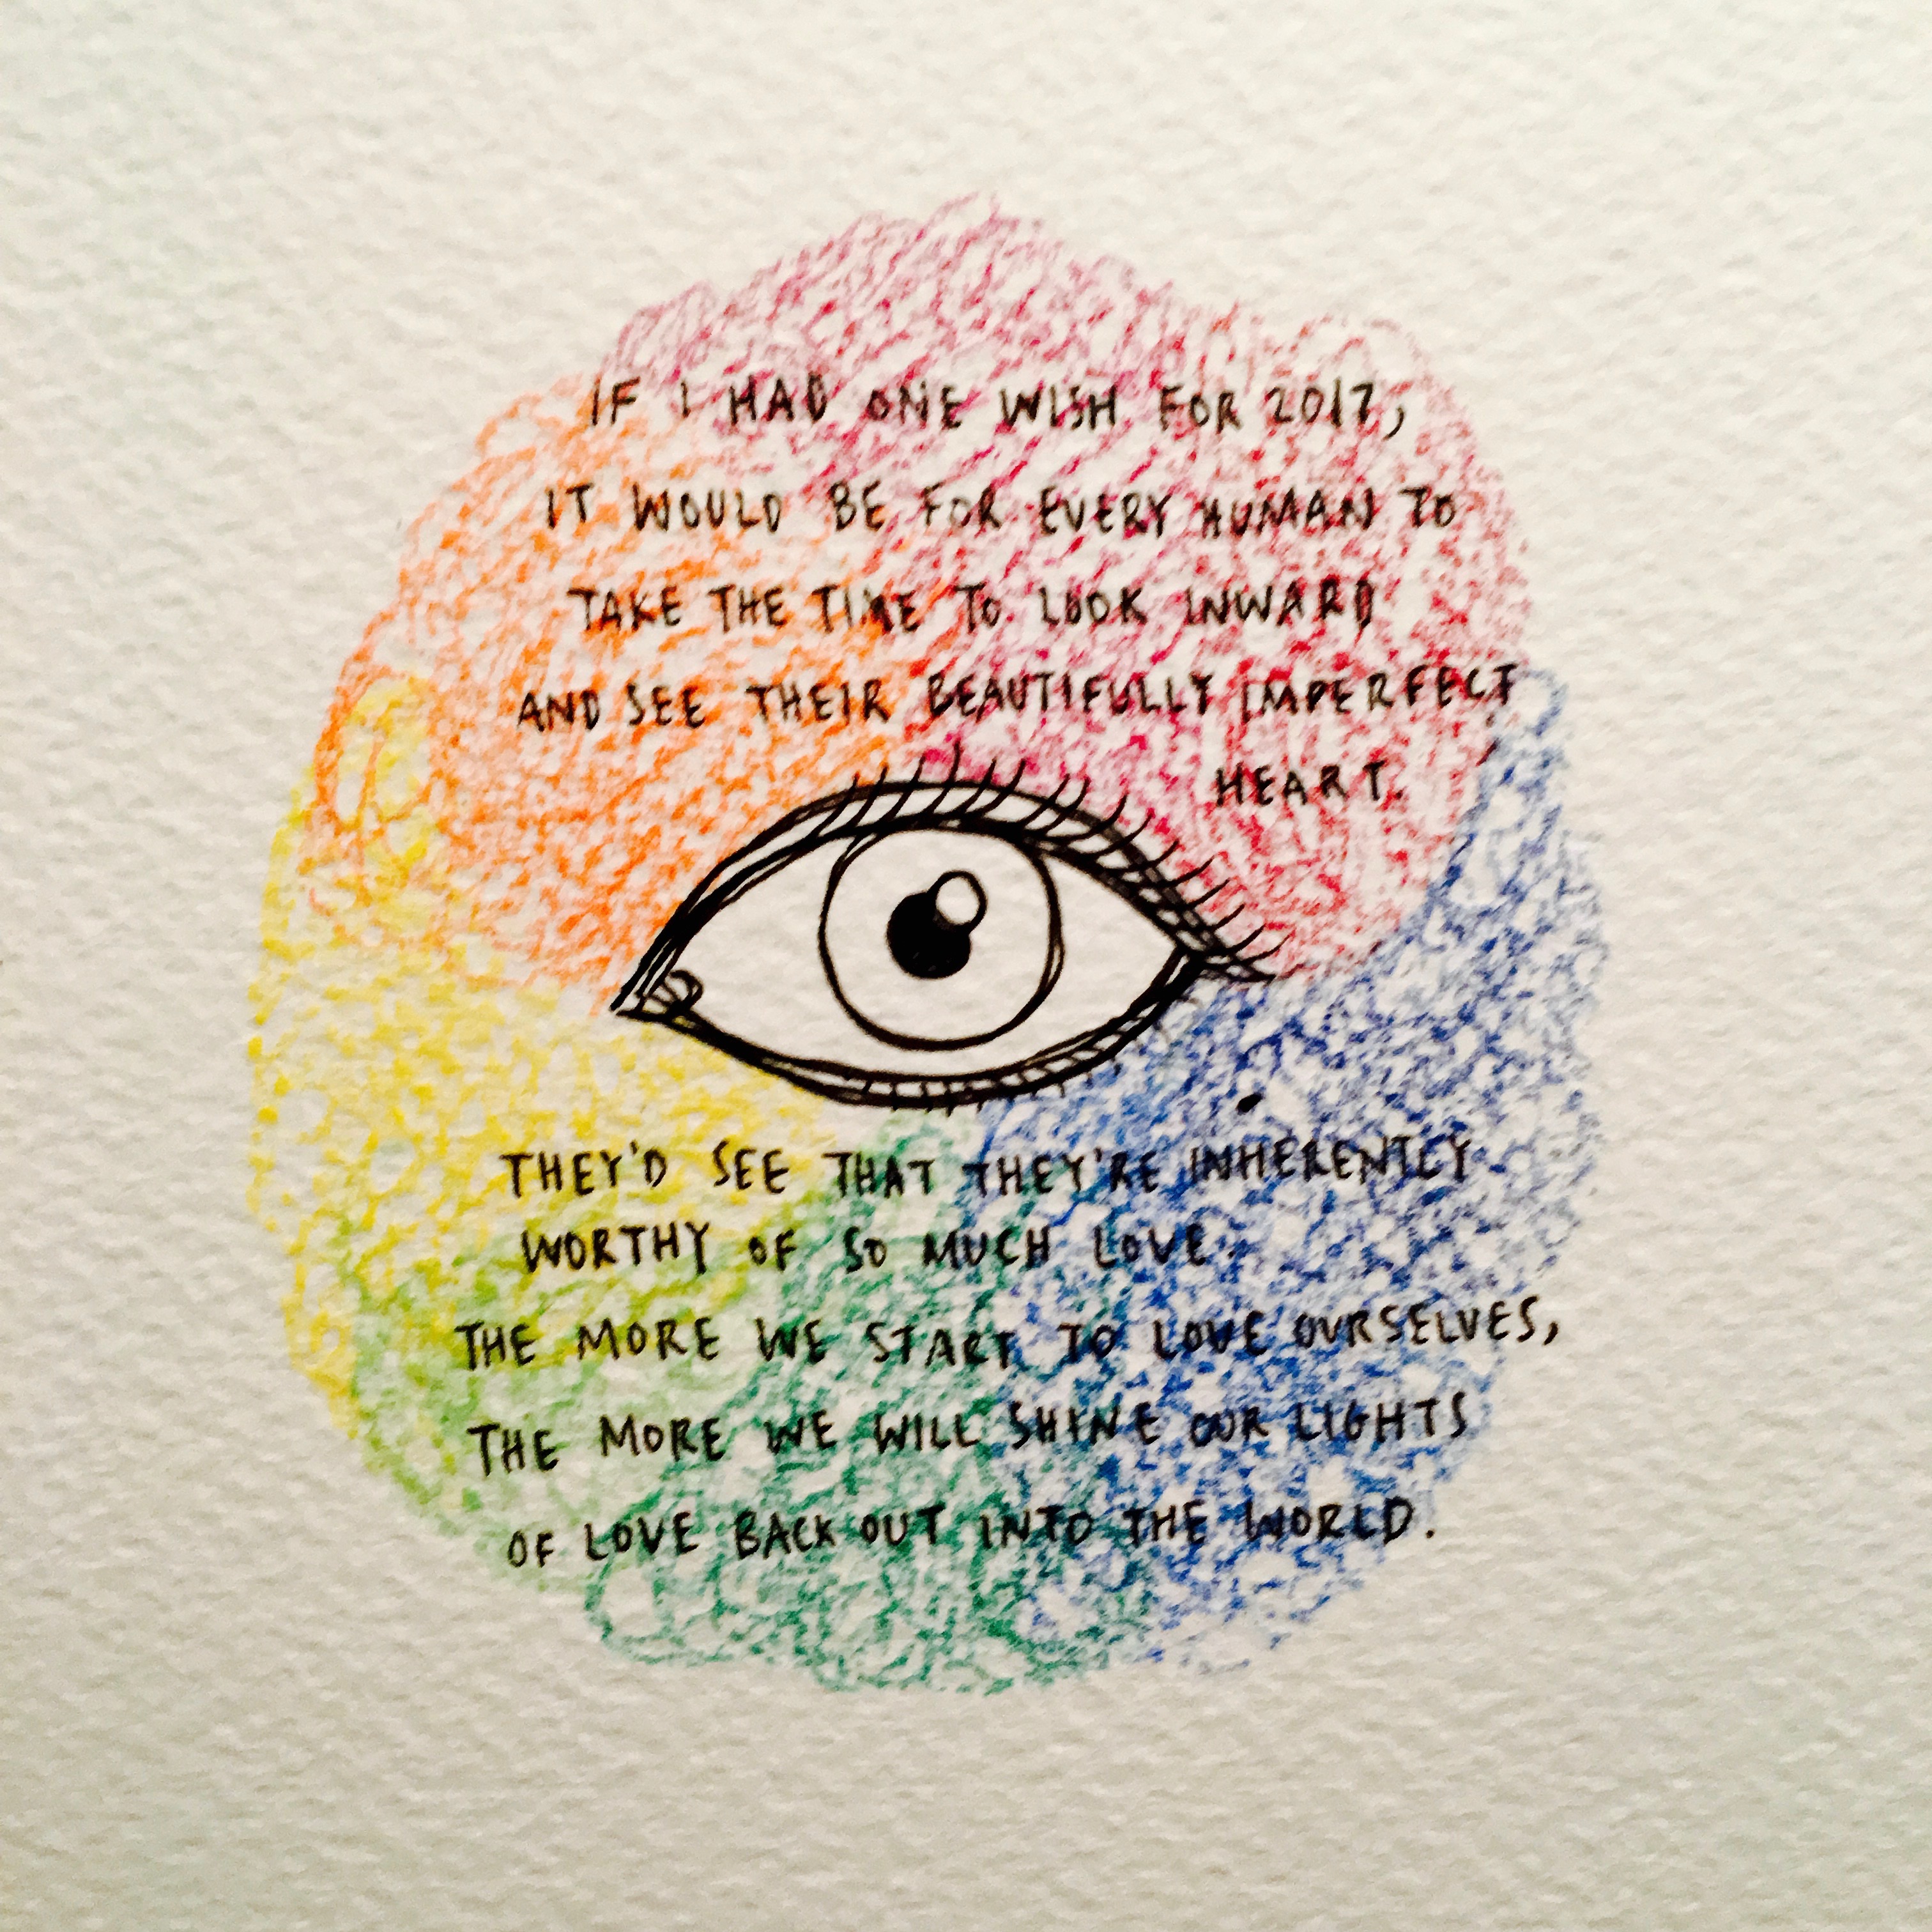 IF I HAD ONE WISH FOR 2017,
IT WOULD BE FOR EVERY HUMAN TO
TAKE THE TIME TO LOOK INWARD
AND SEE THEIR BEAUTIFULLY IMPERFECT
HEART.
THEY'D SEE THAT THEY'RE INHERENTLY
WORTHY OF SO MUCH LOVE.
THE MORE WE START TO LOVE OURSELVES,
THE MORE WE WILL SHINE OUR LIGHTS
OF LOVE BACK OUT INTO THE WORLD.